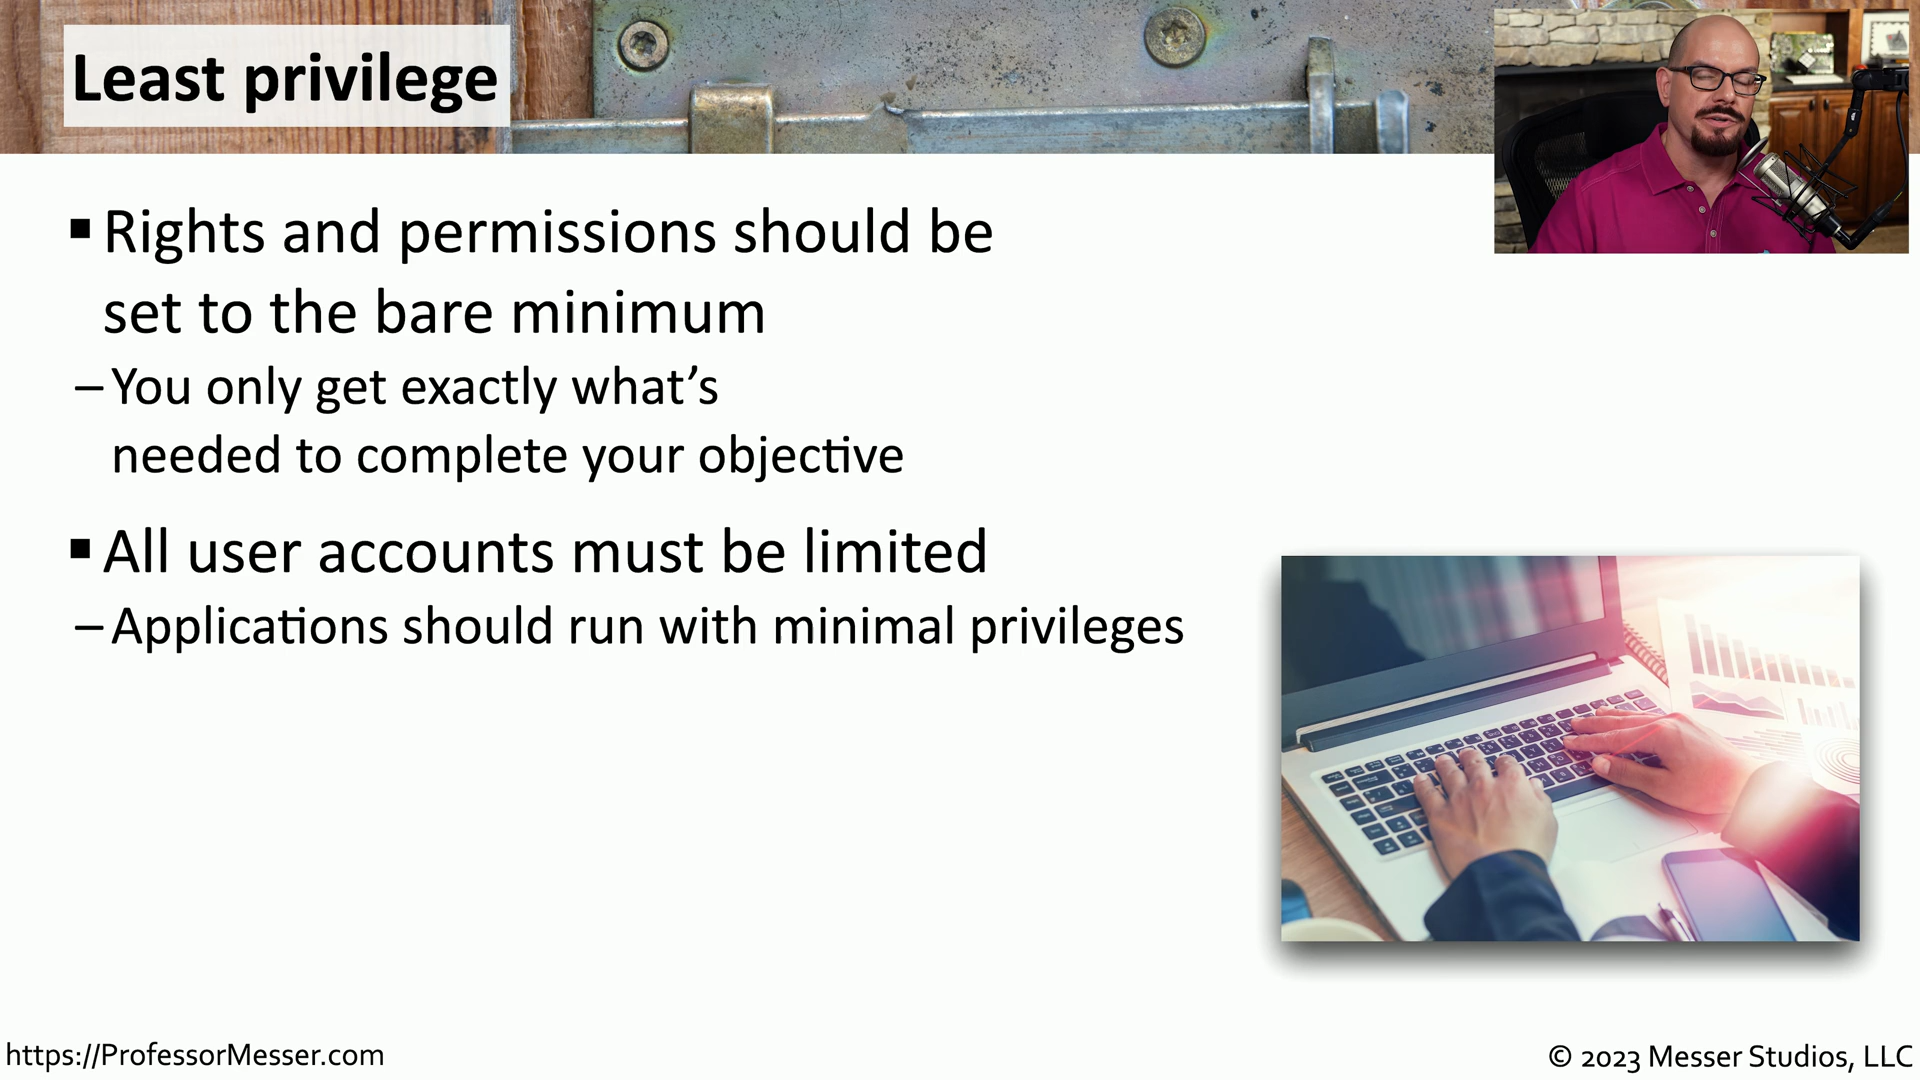 Least privilege
▪ Rights and permissions should be
set to the bare minimum
– You only get exactly what’s
needed to complete your objective
▪ All user accounts must be limited
– Applications should run with minimal privileges
https://ProfessorMesser.com
© 2023 Messer Studios, LLC